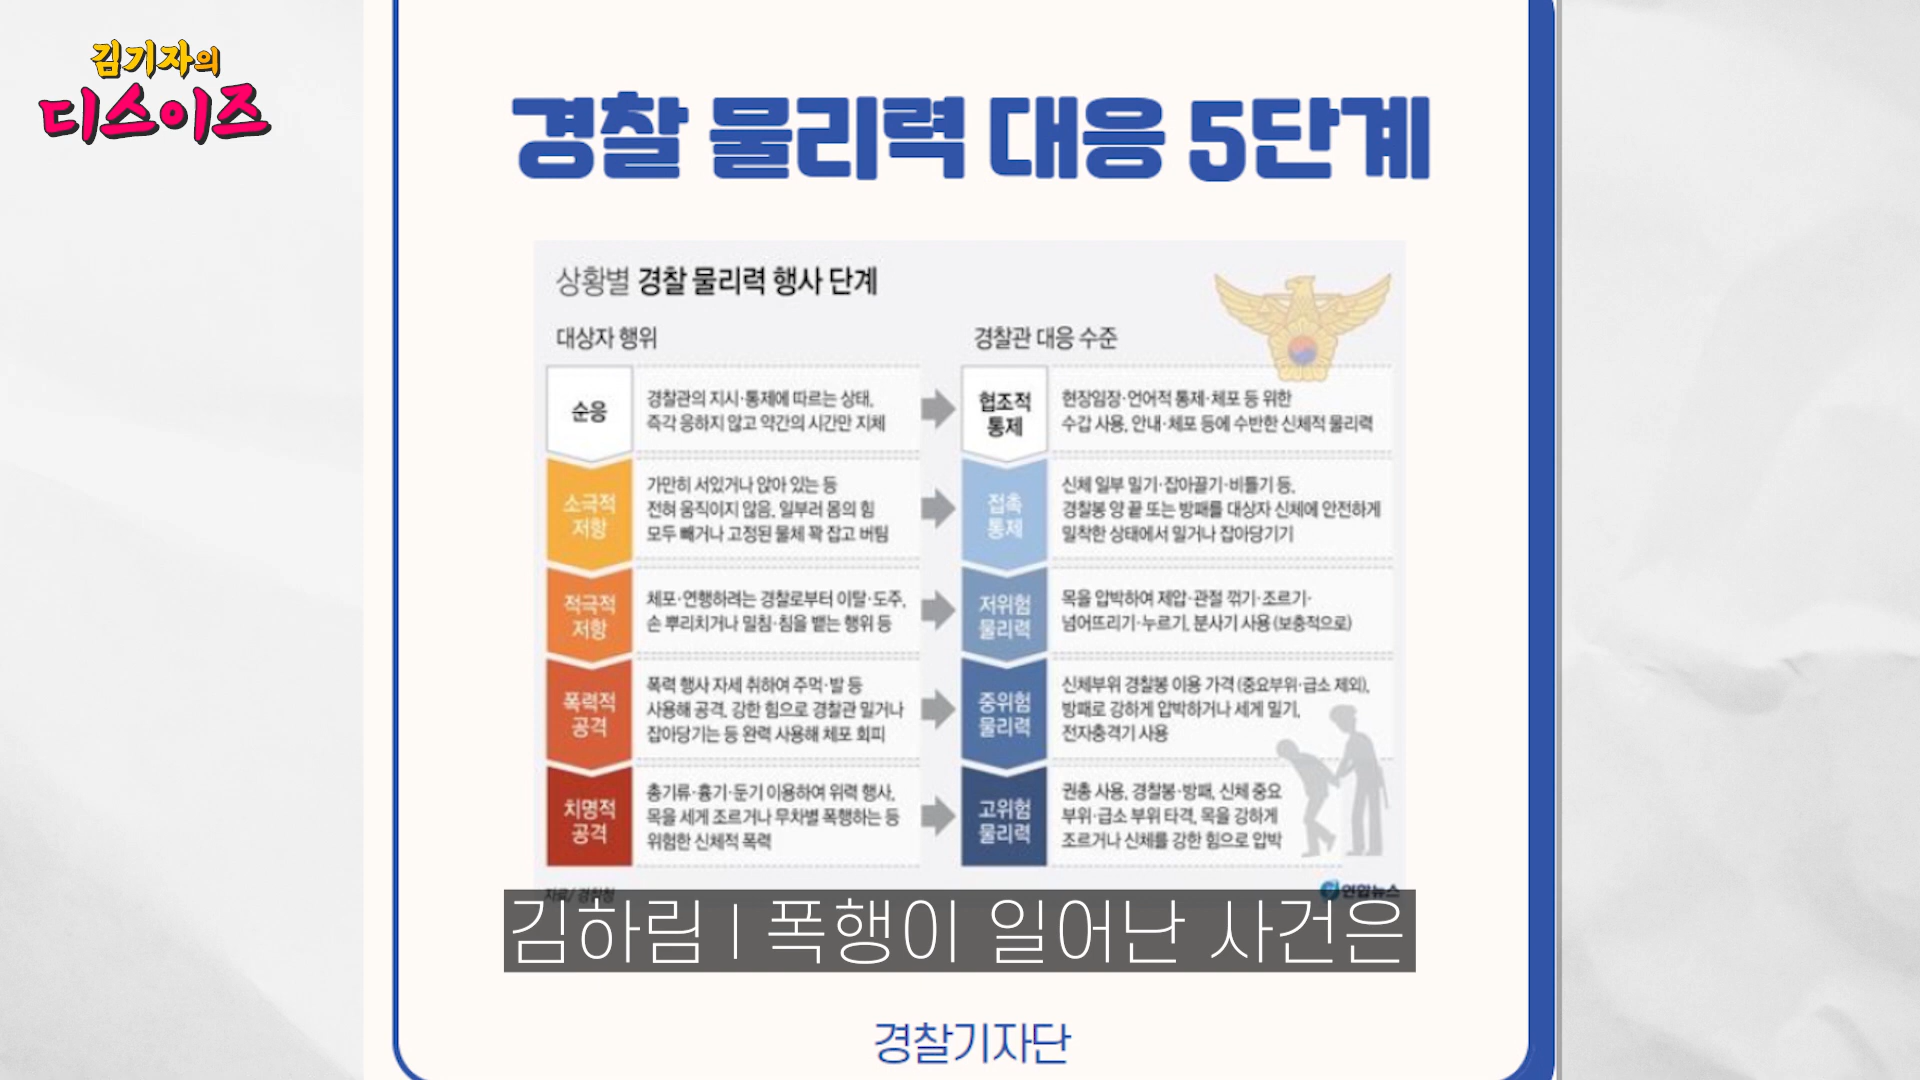 김기자의
디스이즈
경찰 물리력 대응 5단계
상황별 경찰 물리력 행사 단계
대상자 행위
경찰관 대응 수준
순응
경찰관의 지시·통제에 따르는 상태,
즉각 응하지 않고 약간의 시간만 지체
협조적
통제
현장임장·언어적 통제·체포 등 위한
수갑 사용, 안내·체포 등에 수반한 신체적 물리력
소극적
저항
가만히 서있거나 앉아 있는 등
전혀 움직이지 않음, 일부러 몸의 힘
모두 빼거나 고정된 물체 꽉 잡고 버팀
접촉
통제
신체 일부 밀기·잡아끌기·비틀기 등,
경찰봉 양 끝 또는 방패를 대상자 신체에 안전하게
밀착한 상태에서 밀거나 잡아당기기
적극적
저항
체포·연행하려는 경찰로부터 이탈·도주,
손 뿌리치거나 밀침·침을 뱉는 행위 등
저위험
물리력
목을 압박하여 제압·관절 꺾기·조르기·
넘어뜨리기·누르기, 분사기 사용 (보충적으로)
폭력적
공격
폭력 행사 자세 취하여 주먹·발 등
사용해 공격, 강한 힘으로 경찰관 밀거나
잡아당기는 등 완력 사용해 체포 회피
중위험
물리력
신체부위 경찰봉 이용 가격 (중요부위·급소 제외),
방패로 강하게 압박하거나 세게 밀기,
전자충격기 사용
치명적
공격
총기류·흉기·둔기 이용하여 위력 행사,
목을 세게 조르거나 무차별 폭행하는 등
위험한 신체적 폭력
고위험
물리력
권총 사용, 경찰봉·방패, 신체 중요
부위·급소 부위 타격, 목을 강하게
조르거나 신체를 강한 힘으로 압박
자료/ 경찰청
연합뉴스
김하림 | 폭행이 일어난 사건은
경찰기자단